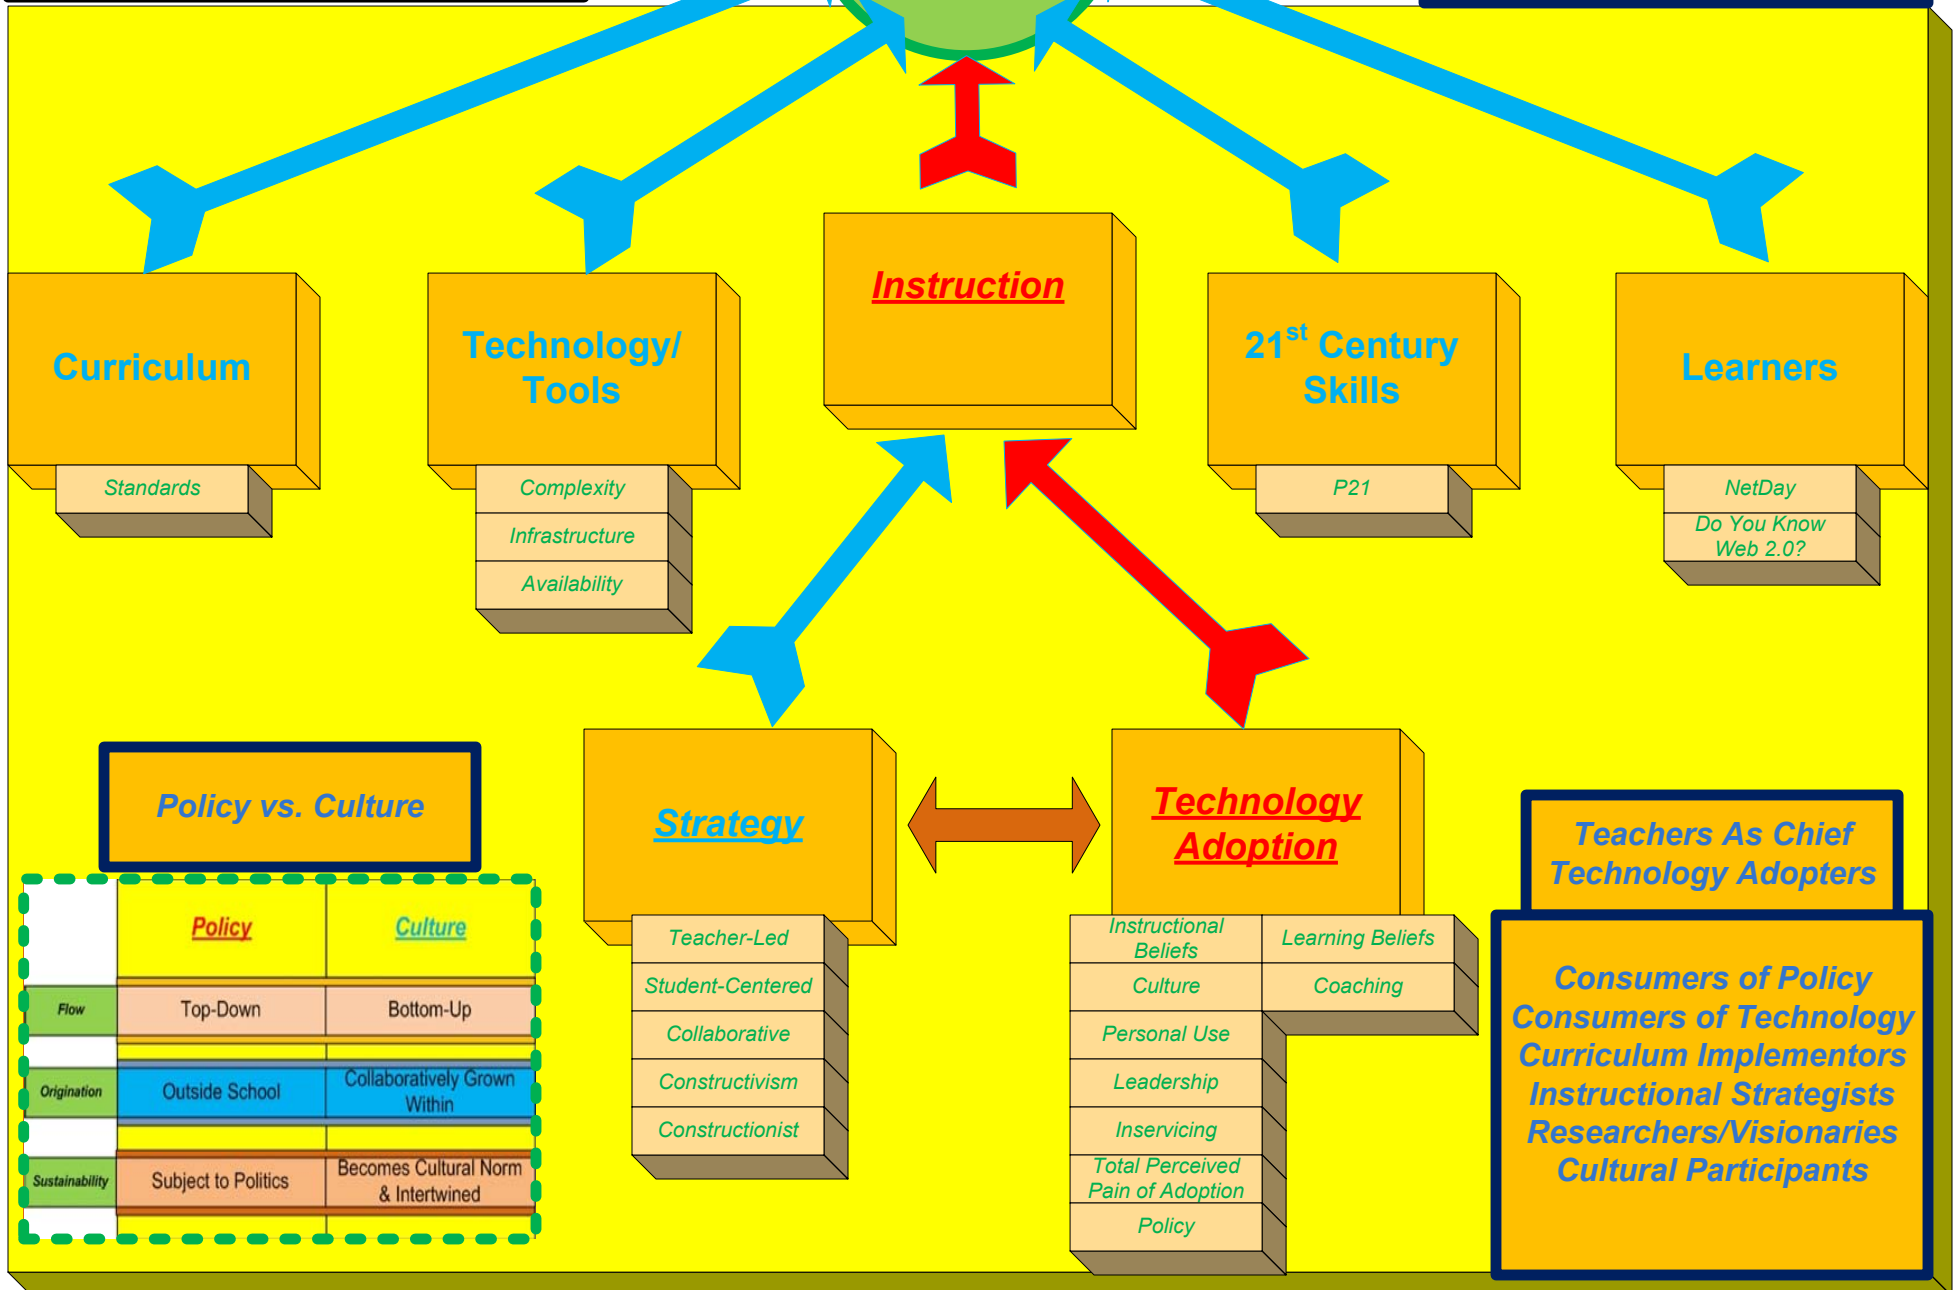 Instruction
Curriculum
Technology/
Tools
21st Century
Skills
Learners
Standards
Complexity
Infrastructure
Availability
P21
NetDay
Do You Know
Web 2.0?
Policy vs. Culture
Strategy
Technology
Adoption
Teachers As Chief
Technology Adopters
Policy Culture
Flow Top-Down Bottom-Up
Origination Outside School Collaboratively Grown
Within
Sustainability Subject to Politics Becomes Cultural Norm
& Intertwined
Teacher-Led
Student-Centered
Collaborative
Constructivism
Constructionist
Instructional
Beliefs
Learning Beliefs
Culture
Coaching
Personal Use
Leadership
Inservicing
Total Perceived
Pain of Adoption
Policy
Consumers of Policy
Consumers of Technology
Curriculum Implementors
Instructional Strategists
Researchers/Visionaries
Cultural Participants